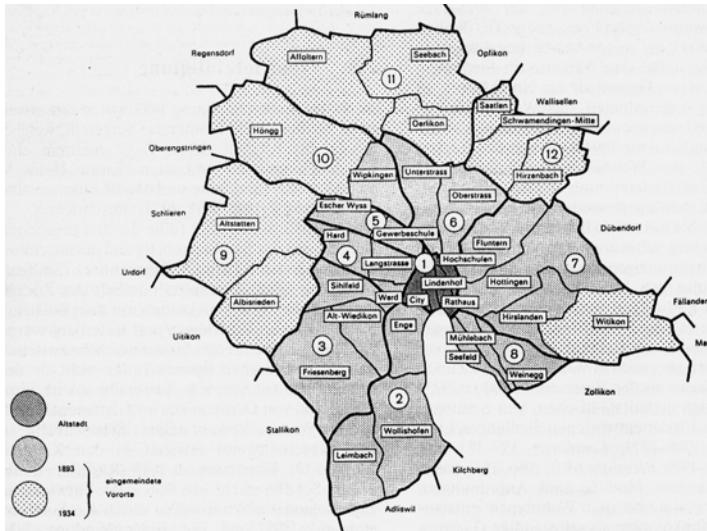 Rümlang
Regensdorf
Affoltern
Seebach
Opfikon
11
Saatlen
Wallisellen
Schwamendingen-Mitte
Höngg
Oerlikon
Oberengstringen
10
12
Wipkingen
Unterstrass
Hirzenbach
Oberstrass
Escher Wyss
Schlieren
Altstetten
5
6
Dübendorf
Hard
Gewerbeschule
Fluntern
9
4
Langstrasse
1
Hochschulen
7
Urdorf
Sihlfeld
Lindenhof
Hottingen
Albisrieden
Werd
City
Rathaus
Fällanden
Alt-Wiedikon
Enge
Hirslanden
Witikon
Uitikon
Mühlebach
3
Seefeld
8
Friesenberg
Weinegg
2
Zollikon
Altstadt
Stallikon
Wollishofen
Leimbach
Kilchberg
1893
eingemeindete
Vororte
1934
Adliswil